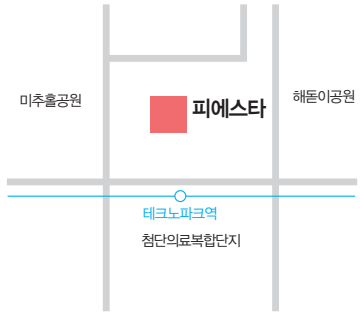 미추홀공원
피에스타
해돋이공원
테크노파크역
첨단의료복합단지